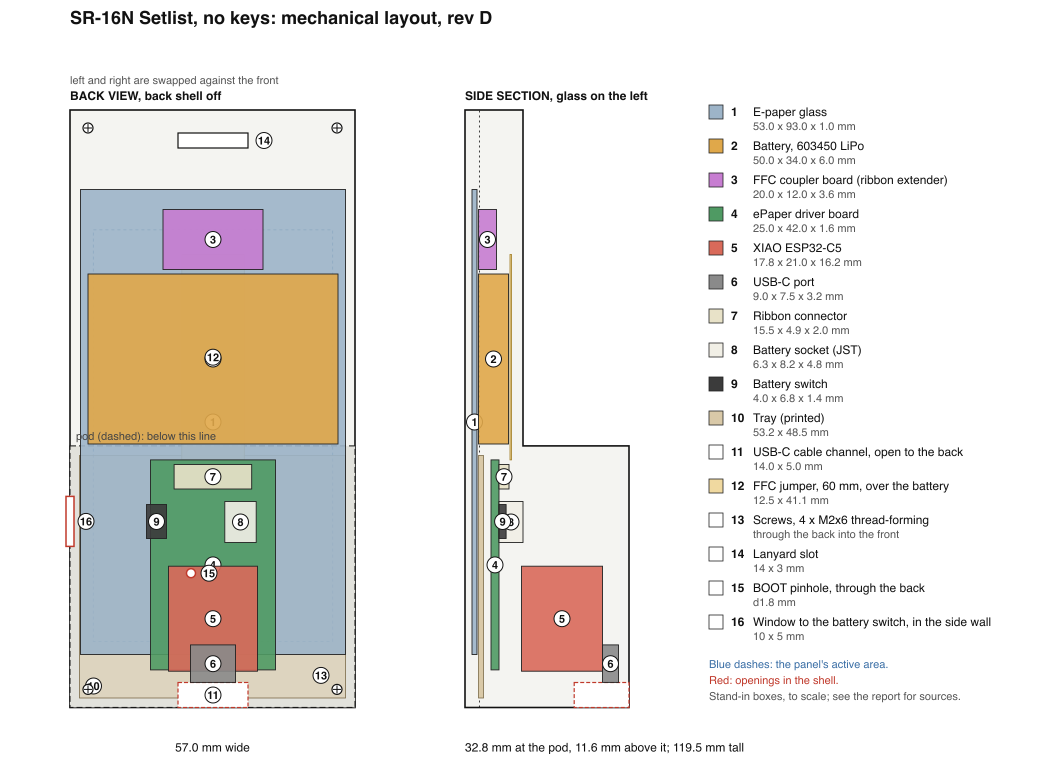 SR-16N Setlist, no keys: mechanical layout, rev D
left and right are swapped against the front
BACK VIEW, back shell off
14
3
12
1
pod (dashed): below this line
7
16
9
8
4
15
5
6
13
10
11
57.0 mm wide
SIDE SECTION, glass on the left
3
2
1
7
9
8
4
5
6
32.8 mm at the pod, 11.6 mm above it; 119.5 mm tall
1 E-paper glass
53.0 x 93.0 x 1.0 mm
2 Battery, 603450 LiPo
50.0 x 34.0 x 6.0 mm
3 FFC coupler board (ribbon extender)
20.0 x 12.0 x 3.6 mm
4 ePaper driver board
25.0 x 42.0 x 1.6 mm
5 XIAO ESP32-C5
17.8 x 21.0 x 16.2 mm
6 USB-C port
9.0 x 7.5 x 3.2 mm
7 Ribbon connector
15.5 x 4.9 x 2.0 mm
8 Battery socket (JST)
6.3 x 8.2 x 4.8 mm
9 Battery switch
4.0 x 6.8 x 1.4 mm
10 Tray (printed)
53.2 x 48.5 mm
11 USB-C cable channel, open to the back
14.0 x 5.0 mm
12 FFC jumper, 60 mm, over the battery
12.5 x 41.1 mm
13 Screws, 4 x M2x6 thread-forming
through the back into the front
14 Lanyard slot
14 x 3 mm
15 BOOT pinhole, through the back
d1.8 mm
16 Window to the battery switch, in the side wall
10 x 5 mm
Blue dashes: the panel's active area.
Red: openings in the shell.
Stand-in boxes, to scale; see the report for sources.